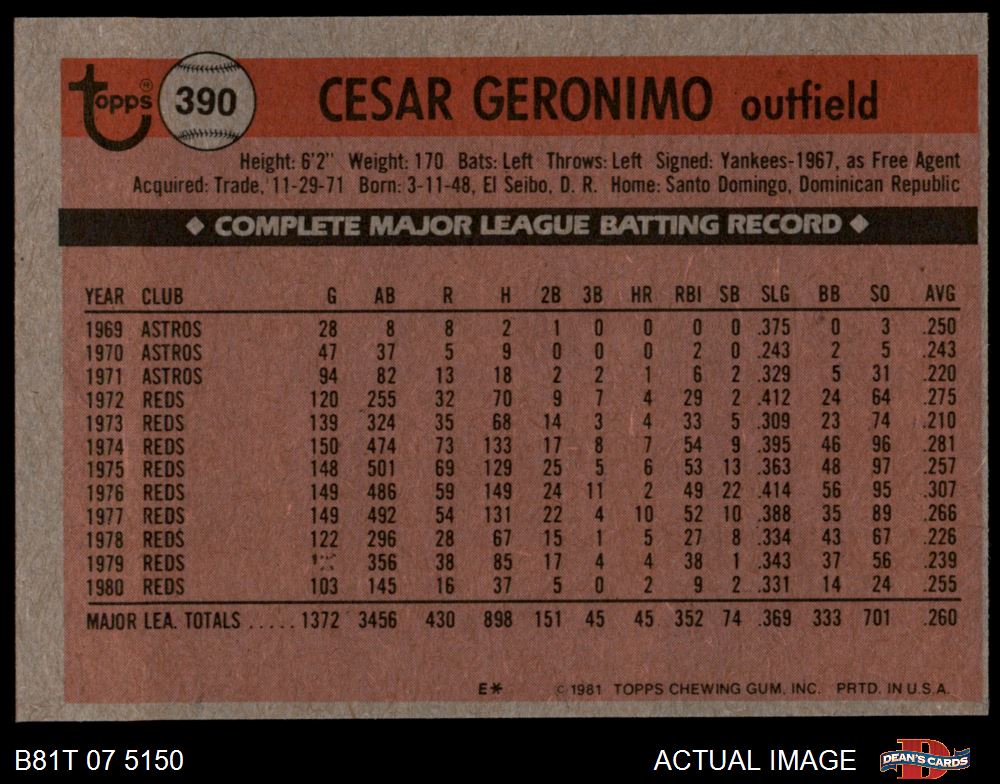 Topps ® 390 CESAR GERONIMO outfield
Height: 6'2" Weight: 170 Bats: Left Throws: Left Signed: Yankees-1967, as Free Agent
Acquired: Trade, 11-29-71 Born: 3-11-48, El Seibo, D. R. Home: Santo Domingo, Dominican Republic
◆ COMPLETE MAJOR LEAGUE BATTING RECORD ◆
YEAR CLUB G AB R H 2B 3B HR RBI SB SLG BB SO AVG
1969 ASTROS 28 8 8 2 1 0 0 0 0 .375 0 3 .250
1970 ASTROS 47 37 5 9 0 0 0 2 0 .243 2 5 .243
1971 ASTROS 94 82 13 18 2 2 1 6 2 .329 5 31 .220
1972 REDS 120 255 32 70 9 7 4 29 2 .412 24 64 .275
1973 REDS 139 324 35 68 14 3 4 33 5 .309 23 74 .210
1974 REDS 150 474 73 133 17 8 7 54 9 .395 46 96 .281
1975 REDS 148 501 69 129 25 5 6 53 13 .363 48 97 .257
1976 REDS 149 486 59 149 24 11 2 49 22 .414 56 95 .307
1977 REDS 149 492 54 131 22 4 10 52 10 .388 35 89 .266
1978 REDS 122 296 28 67 15 1 5 27 8 .334 43 67 .226
1979 REDS 356 38 85 17 4 4 38 1 .343 37 56 .239
1980 REDS 103 145 16 37 5 0 2 9 2 .331 14 24 .255
MAJOR LEA. TOTALS ..... 1372 3456 430 898 151 45 45 352 74 .369 333 701 .260
E* © 1981 TOPPS CHEWING GUM, INC. PRTD. IN U.S.A.
B81T 07 5150 ACTUAL IMAGE D DEAN'S CARDS